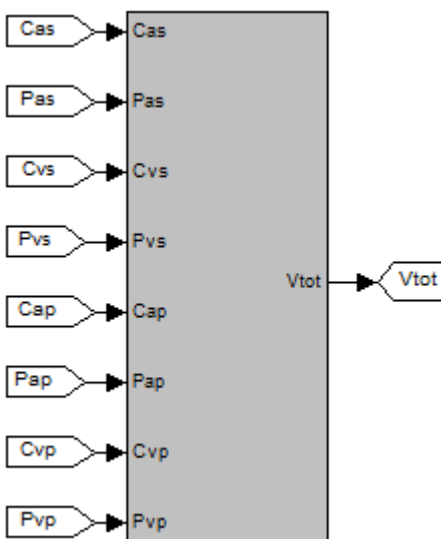 Cas Cas
Pas Pas
Cvs Cvs
Pvs Pvs
Vtot Vtot
Cap Cap
Pap Pap
Cvp Cvp
Pvp Pvp